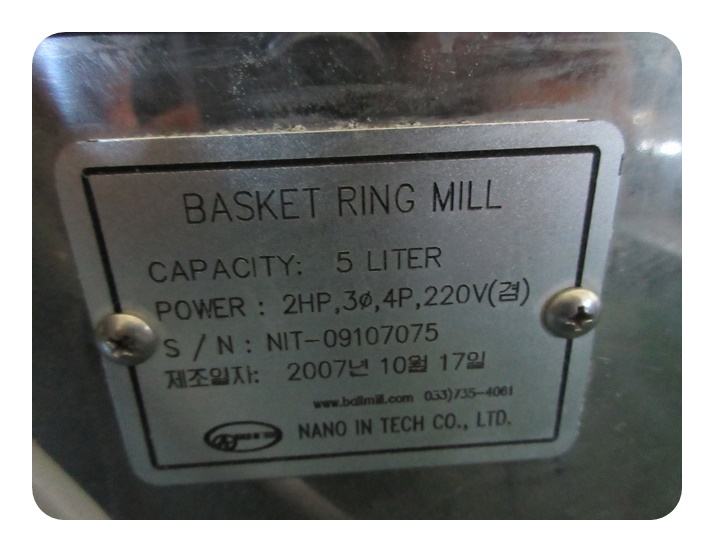 BASKET RING MILL
CAPACITY: 5 LITER
POWER : 2HP,3ø,4P,220V(겸)
S / N : NIT-09107075
제조일자: 2007년 10월 17일
www.ballmill.com 033)735-4061
NANO IN TECH CO., LTD.